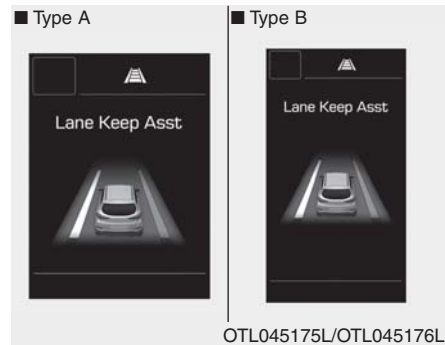 ■ Type A
■ Type B
Lane Keep Asst
Lane Keep Asst
OTL045175L/OTL045176L